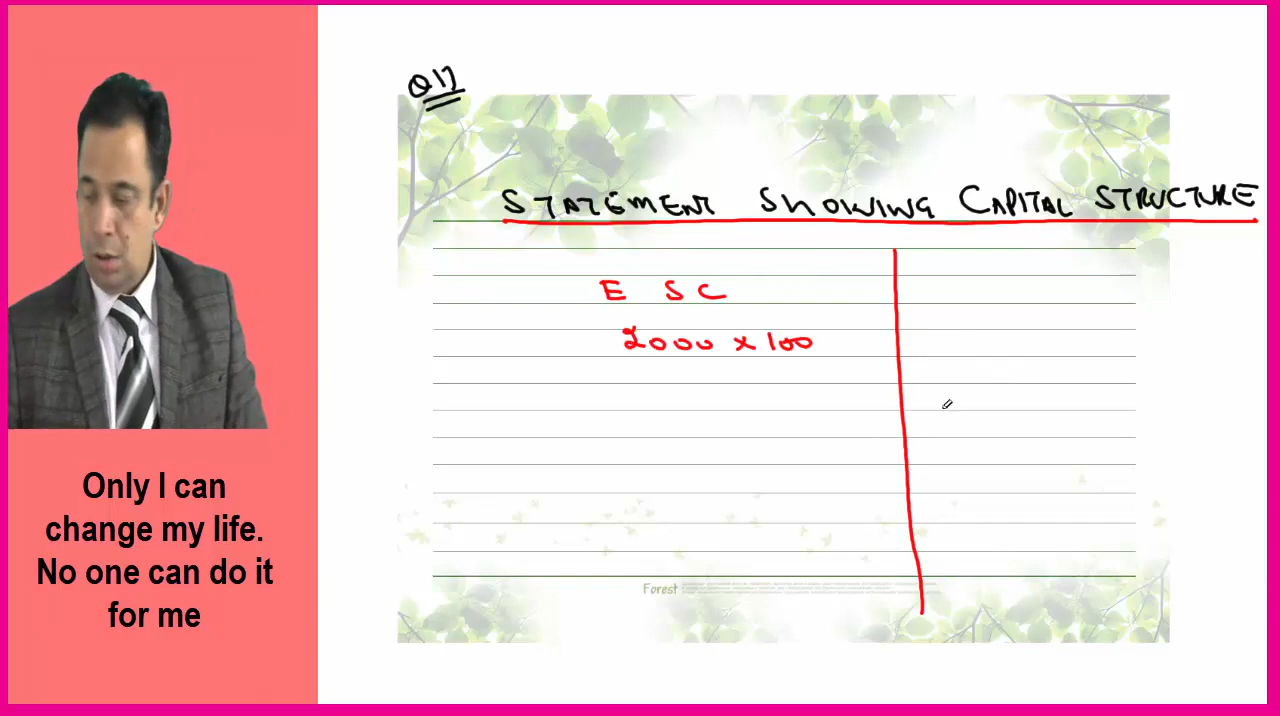 Q17
STATEMENT SHOWING CAPITAL STRUCTURE
E S C
2000 x 100
Forest
Only I can
change my life.
No one can do it
for me